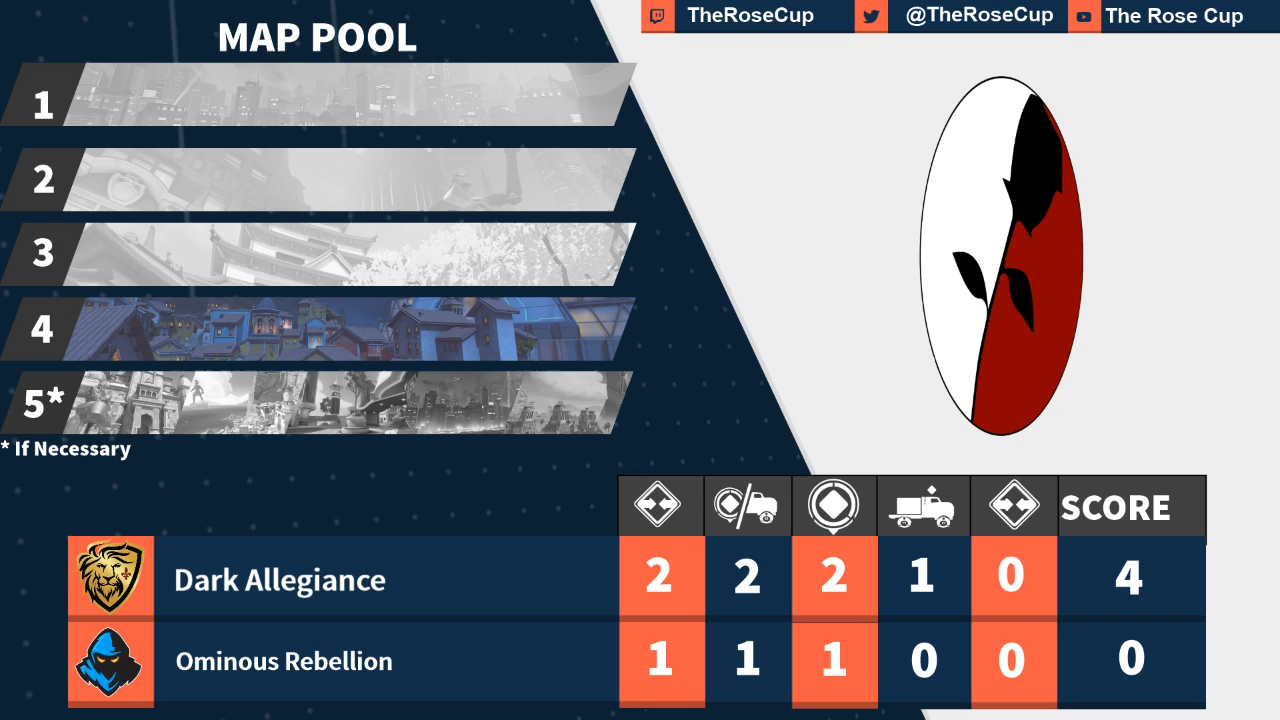 TheRoseCup @TheRoseCup The Rose Cup
MAP POOL
1
2
3
4
5*
* If Necessary
SCORE
Dark Allegiance 2 2 2 1 0 4
Ominous Rebellion 1 1 1 0 0 0